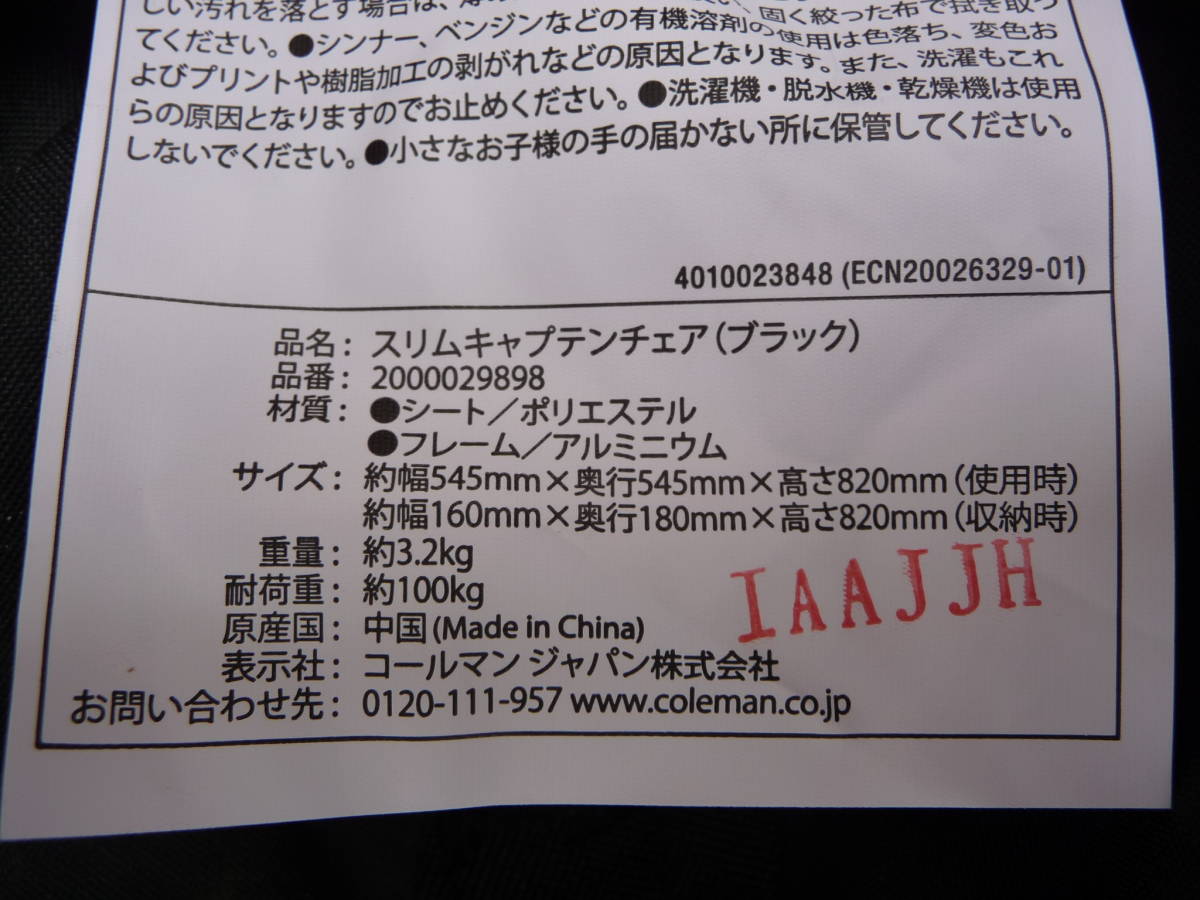 しい汚れを落とす場合は、
固く絞った布で拭き取っ
てください。●シンナー、ベンジンなどの有機溶剤の使用は色落ち、変色お
よびプリントや樹脂加工の剥がれなどの原因となります。また、洗濯もこれ
らの原因となりますのでお止めください。●洗濯機・脱水機・乾燥機は使用
しないでください。●小さなお子様の手の届かない所に保管してください。
4010023848 (ECN20026329-01)
品名: スリムキャプテンチェア(ブラック)
品番: 2000029898
材質: ●シート/ポリエステル
●フレーム/アルミニウム
サイズ: 約幅545mm×奥行545mm×高さ820mm(使用時)
約幅160mm×奥行180mm×高さ820mm(収納時)
重量: 約3.2kg
耐荷重: 約100kg
IAAJJH
原産国: 中国(Made in China)
表示社: コールマン ジャパン株式会社
お問い合わせ先: 0120-111-957 www.coleman.co.jp